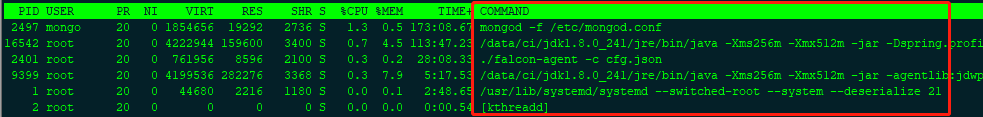 PID USER PR NI VIRT RES SHR S %CPU %MEM TIME+ COMMAND
2497 mongo 20 0 1854656 19292 2736 S 1.3 0.5 173:08.67 mongod -f /etc/mongod.conf
16542 root 20 0 4222944 159600 3400 S 0.7 4.5 113:47.23 /data/ci/jdk1.8.0_241/jre/bin/java -Xms256m -Xmx512m -jar -Dspring.profi
2401 root 20 0 761956 8596 2100 S 0.3 0.2 28:08.33 ./falcon-agent -c cfg.json
9399 root 20 0 4199536 282276 3368 S 0.3 7.9 5:17.53 /data/ci/jdk1.8.0_241/jre/bin/java -Xms256m -Xmx512m -jar -agentlib:jdwp
1 root 20 0 44680 2216 1180 S 0.0 0.1 2:48.65 /usr/lib/systemd/systemd --switched-root --system --deserialize 21
2 root 20 0 0 0 0 S 0.0 0.0 0:00.54 [kthreadd]